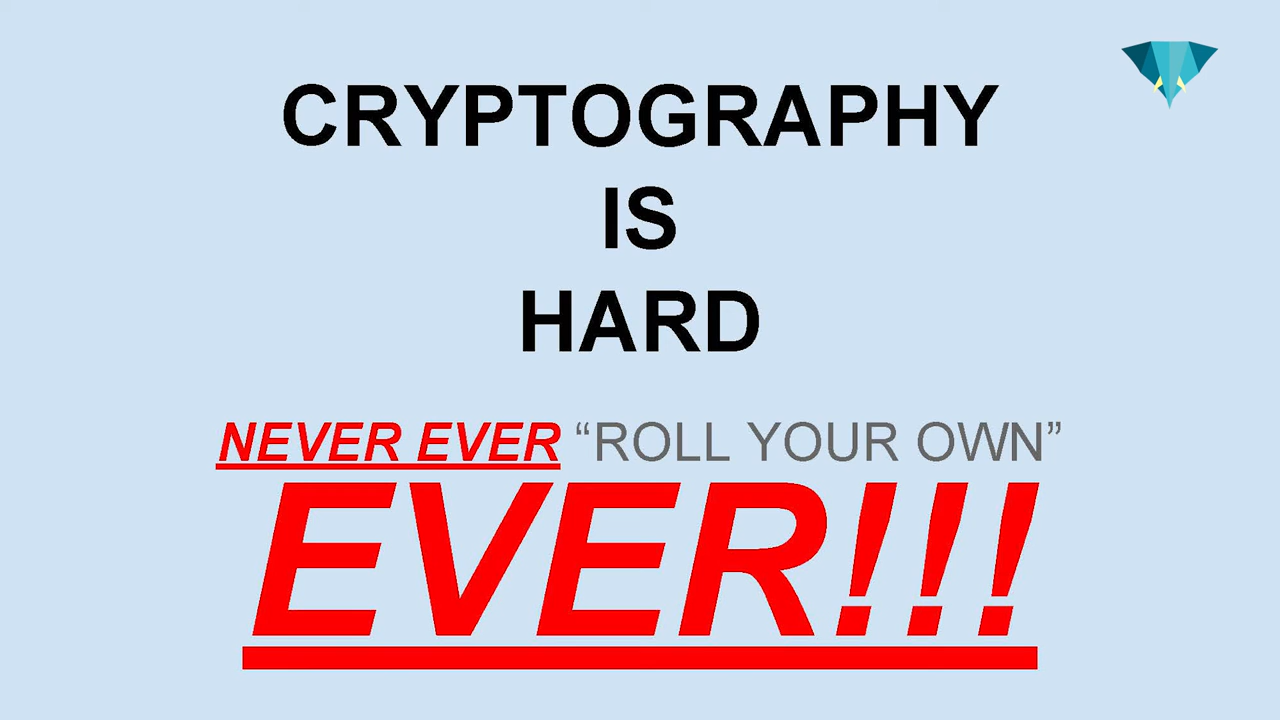 CRYPTOGRAPHY
IS
HARD
NEVER EVER “ROLL YOUR OWN”
EVER!!!